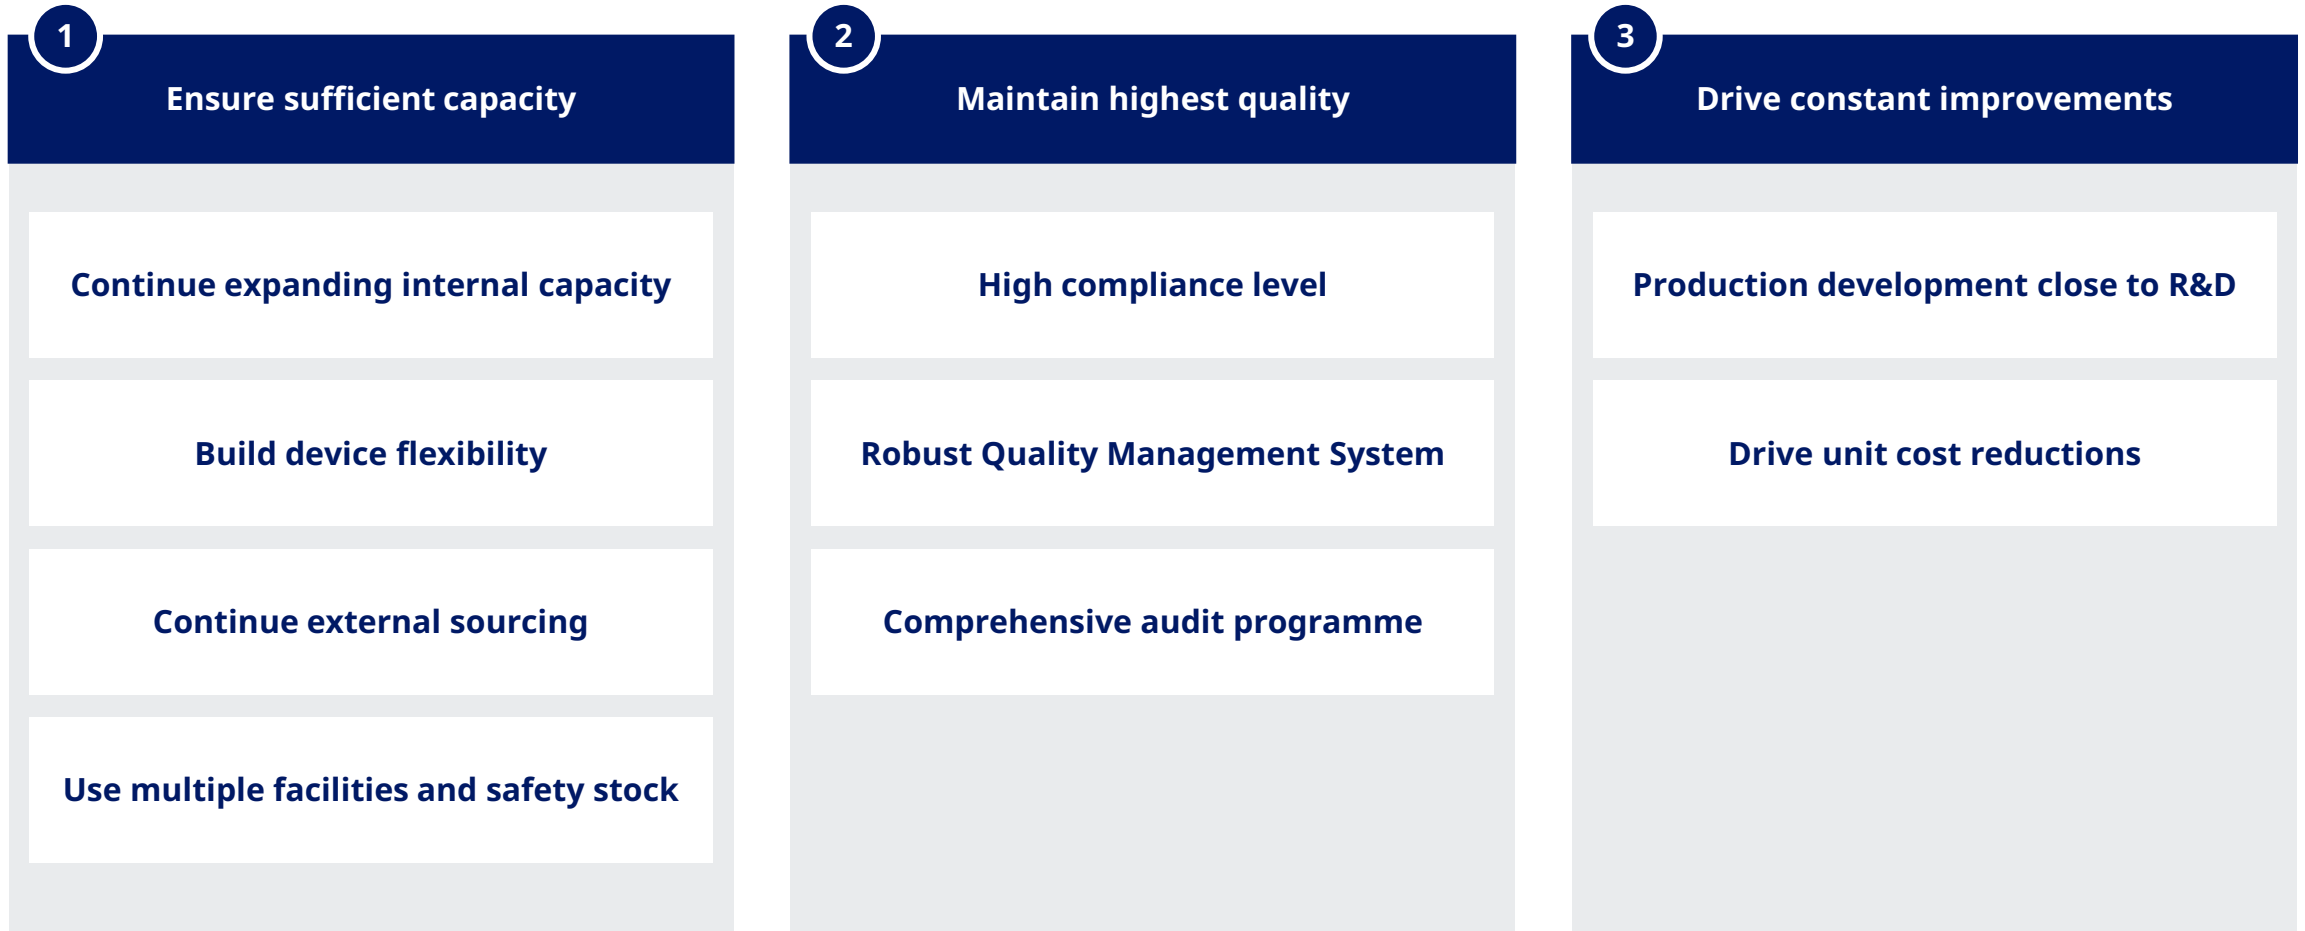 1
Ensure sufficient capacity
Continue expanding internal capacity
Build device flexibility
Continue external sourcing
Use multiple facilities and safety stock
2
Maintain highest quality
High compliance level
Robust Quality Management System
Comprehensive audit programme
3
Drive constant improvements
Production development close to R&D
Drive unit cost reductions